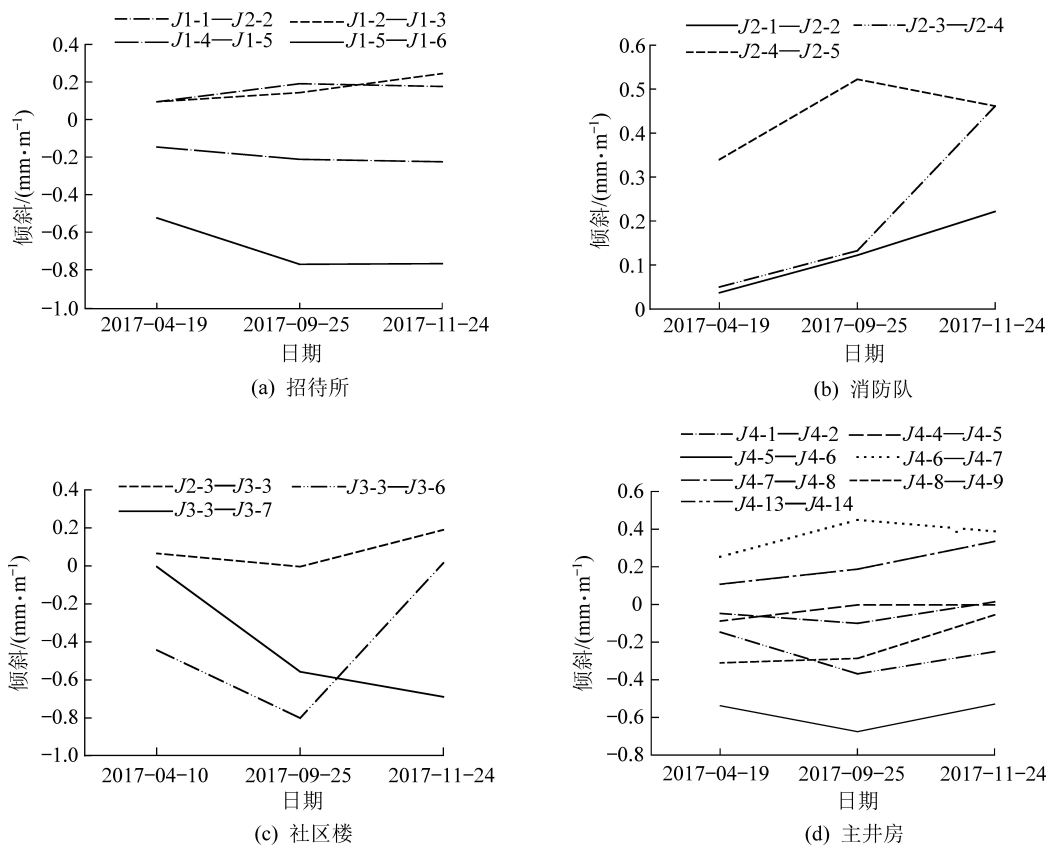 J1-1—J2-2 J1-2—J1-3
J1-4—J1-5 J1-5—J1-6
0.4
0.2
0
−0.2
−0.4
−0.6
−0.8
−1.0
倾斜/(mm·m⁻¹)
2017−04−19 2017−09−25 2017−11−24
日期
(a) 招待所
J2-1—J2-2 J2-3—J2-4
J2-4—J2-5
0.6
0.5
0.4
0.3
0.2
0.1
0
倾斜/(mm·m⁻¹)
2017−04−19 2017−09−25 2017−11−24
日期
(b) 消防队
J2-3—J3-3 J3-3—J3-6
J3-3—J3-7
0.4
0.2
0
−0.2
−0.4
−0.6
−0.8
−1.0
倾斜/(mm·m⁻¹)
2017−04−10 2017−09−25 2017−11−24
日期
(c) 社区楼
J4-1—J4-2 J4-4—J4-5
J4-5—J4-6 J4-6—J4-7
J4-7—J4-8 J4-8—J4-9
J4-13—J4-14
0.6
0.4
0.2
0
−0.2
−0.4
−0.6
−0.8
倾斜/(mm·m⁻¹)
2017−04−19 2017−09−25 2017−11−24
日期
(d) 主井房